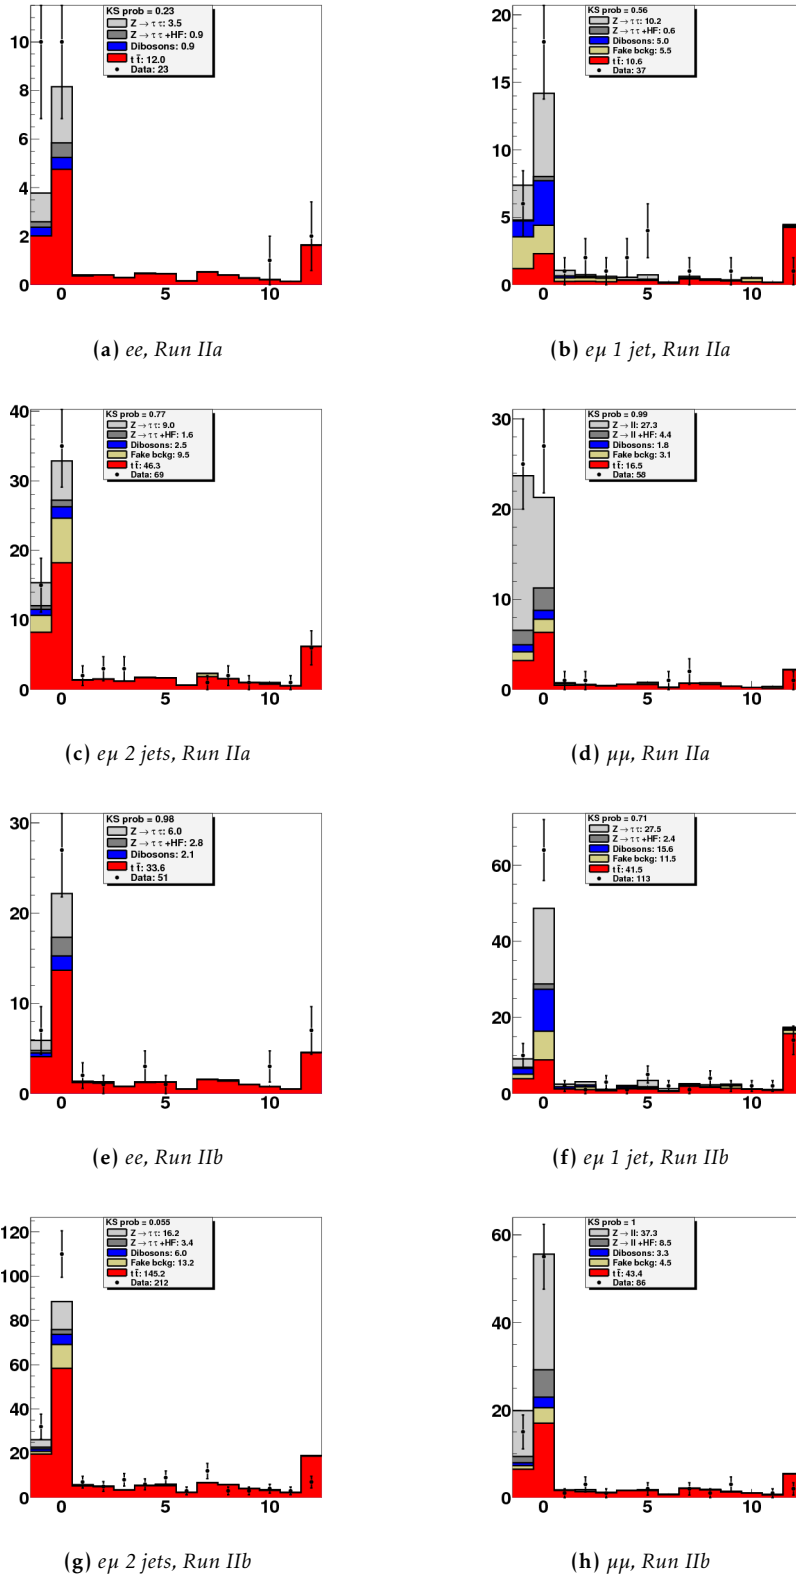 KS prob = 0.23
Z → τ τ: 3.5
Z → τ τ +HF: 0.9
Dibosons: 0.9
t t̄: 12.0
Data: 23
10
8
6
4
2
0
0 5 10
(a) ee, Run IIa
KS prob = 0.56
Z → τ τ: 10.2
Z → τ τ +HF: 0.6
Dibosons: 5.0
Fake bckg: 5.5
t t̄: 10.6
Data: 37
20
15
10
5
0
0 5 10
(b) eμ 1 jet, Run IIa
KS prob = 0.77
Z → τ τ: 9.0
Z → τ τ +HF: 1.6
Dibosons: 2.5
Fake bckg: 9.5
t t̄: 46.3
Data: 69
40
30
20
10
0
0 5 10
(c) eμ 2 jets, Run IIa
KS prob = 0.99
Z → ll: 27.3
Z → ll +HF: 4.4
Dibosons: 1.8
Fake bckg: 3.1
t t̄: 16.5
Data: 58
30
20
10
0
0 5 10
(d) μμ, Run IIa
KS prob = 0.98
Z → τ τ: 6.0
Z → τ τ +HF: 2.8
Dibosons: 2.1
t t̄: 33.6
Data: 51
30
20
10
0
0 5 10
(e) ee, Run IIb
KS prob = 0.71
Z → τ τ: 27.5
Z → τ τ +HF: 2.4
Dibosons: 15.6
Fake bckg: 11.5
t t̄: 41.5
Data: 113
60
40
20
0
0 5 10
(f) eμ 1 jet, Run IIb
KS prob = 0.055
Z → τ τ: 16.2
Z → τ τ +HF: 3.4
Dibosons: 6.0
Fake bckg: 13.2
t t̄: 145.2
Data: 212
120
100
80
60
40
20
0
0 5 10
(g) eμ 2 jets, Run IIb
KS prob = 1
Z → ll: 37.3
Z → ll +HF: 8.5
Dibosons: 3.3
Fake bckg: 4.5
t t̄: 43.4
Data: 86
60
40
20
0
0 5 10
(h) μμ, Run IIb